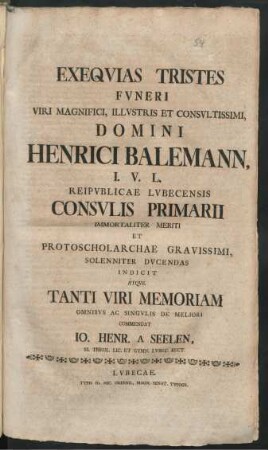 EXEQVIAS TRISTES
FVNERI
VIRI MAGNIFICI, ILLVSTRIS ET CONSVLTISSIMI,
DOMINI
HENRICI BALEMANN,
I. V. L.
REIPVBLICAE LVBECENSIS
CONSVLIS PRIMARII
IMMORTALITER MERITI
ET
PROTOSCHOLARCHAE GRAVISSIMI,
SOLENNITER DVCENDAS
INDICIT
ATQVE
TANTI VIRI MEMORIAM
OMNIBVS AC SINGVLIS DE MELIORI
COMMENDAT
IO. HENR. A SEELEN,
LVBECAE,